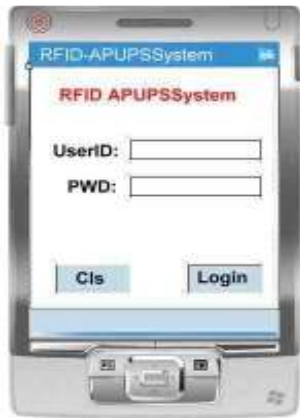 RFID-APUPSSystem
RFID APUPSSystem
UserID:
PWD:
Cls
Login